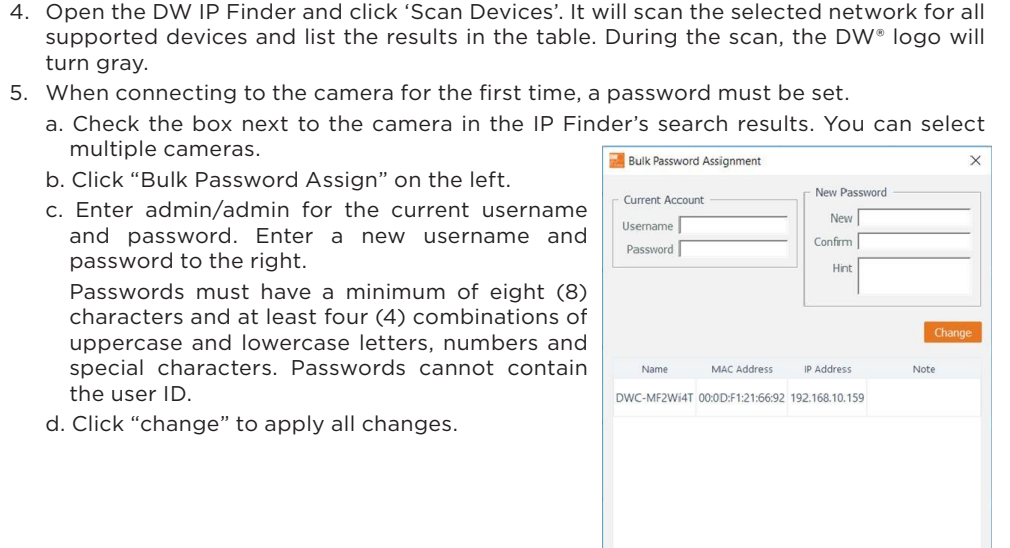 4. Open the DW IP Finder and click ‘Scan Devices’. It will scan the selected network for all
supported devices and list the results in the table. During the scan, the DW® logo will
turn gray.
5. When connecting to the camera for the first time, a password must be set.
a. Check the box next to the camera in the IP Finder’s search results. You can select
multiple cameras.
b. Click “Bulk Password Assign” on the left.
c. Enter admin/admin for the current username
and password. Enter a new username and
password to the right.
Passwords must have a minimum of eight (8)
characters and at least four (4) combinations of
uppercase and lowercase letters, numbers and
special characters. Passwords cannot contain
the user ID.
d. Click “change” to apply all changes.
Bulk Password Assignment
Current Account
Username
Password
New Password
New
Confirm
Hint
Change
Name MAC Address IP Address Note
DWC-MF2Wi4T 00:0D:F1:21:66:92 192.168.10.159